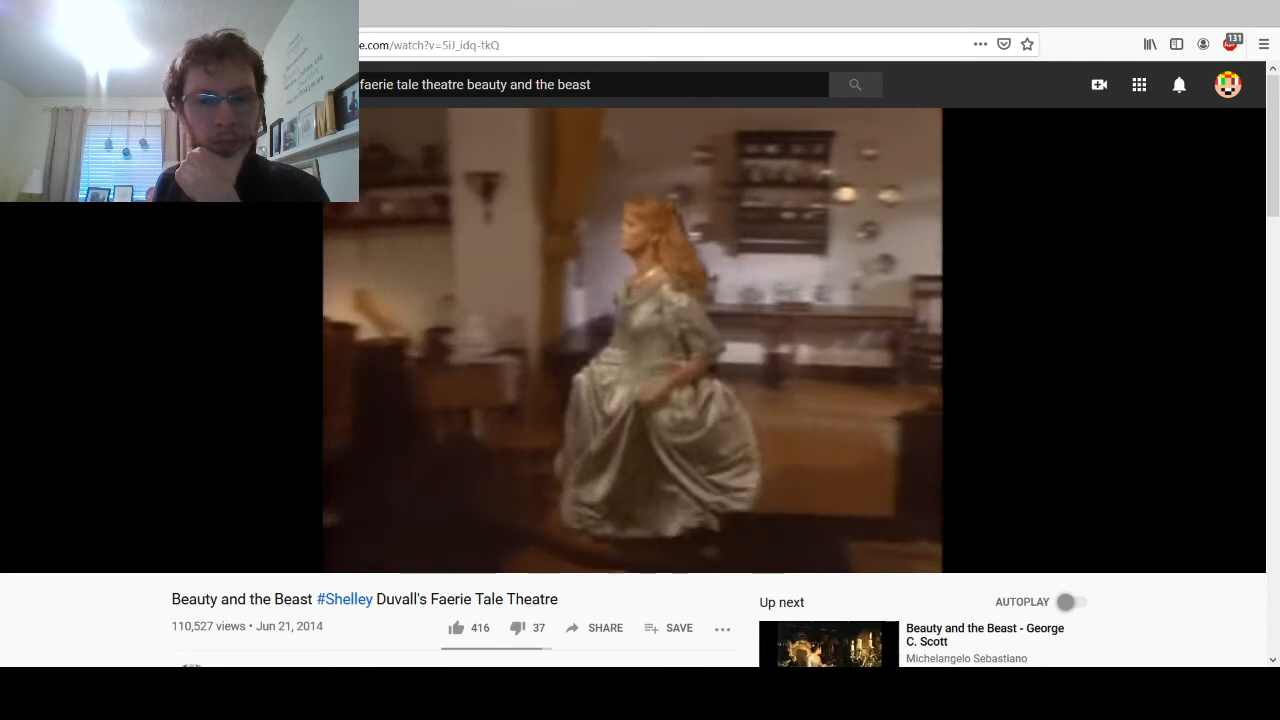 e.com/watch?v=5iJ_idq-tkQ
131
faerie tale theatre beauty and the beast
Beauty and the Beast #Shelley Duvall's Faerie Tale Theatre
110,527 views • Jun 21, 2014
416
37
SHARE
SAVE
Up next
AUTOPLAY
Beauty and the Beast - George
C. Scott
Michelangelo Sebastiano